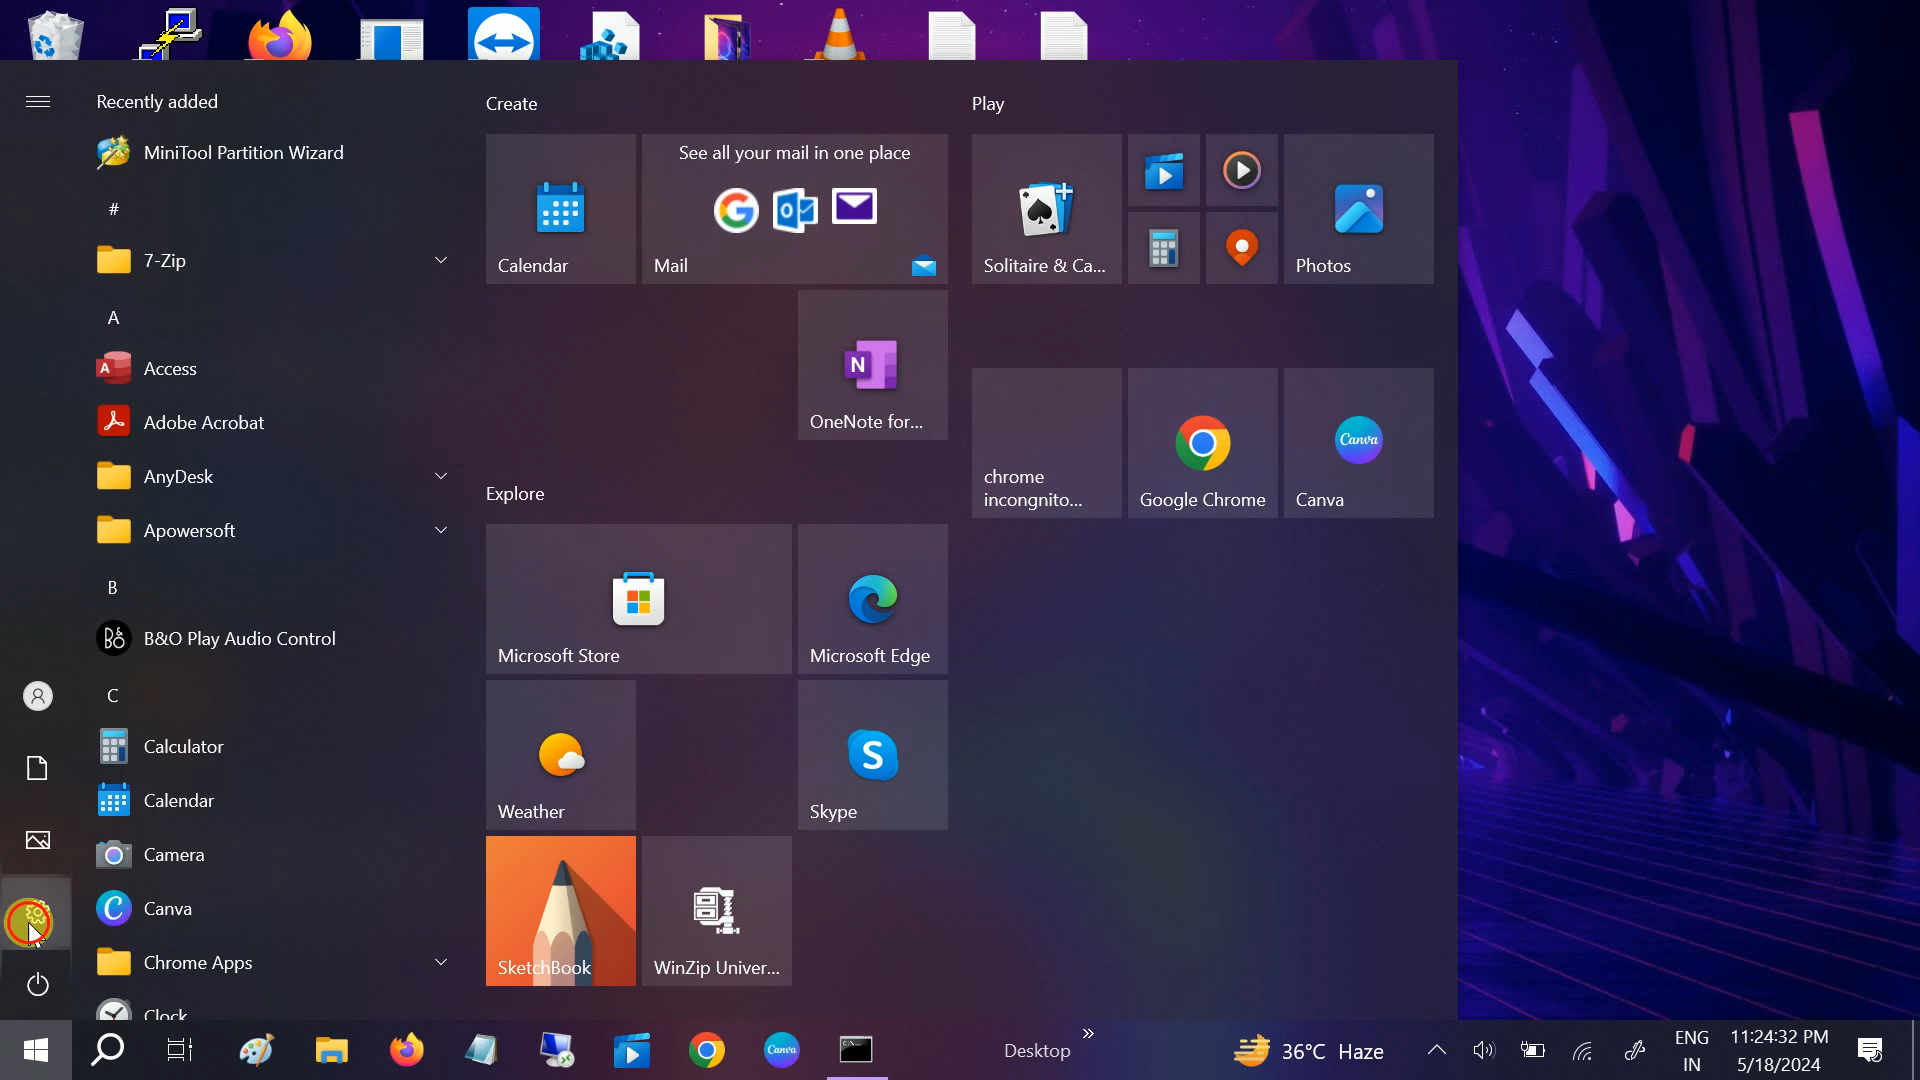 Recently added
MiniTool Partition Wizard
#
7-Zip
A
Access
A
Adobe Acrobat
AnyDesk
Apowersoft
B
B&O Play Audio Control
C
Calculator
Calendar
Camera
C
Canva
Chrome Apps
Clock
Create
Calendar
See all your mail in one place
Mail
N
OneNote for...
Explore
Microsoft Store
Microsoft Edge
Weather
S
Skype
SketchBook
WinZip Univer...
Play
Solitaire & Ca...
Photos
chrome
incongnito...
Google Chrome
Canva
Canva
Canva
Desktop
»
36°C Haze
ENG
IN
11:24:32 PM
5/18/2024